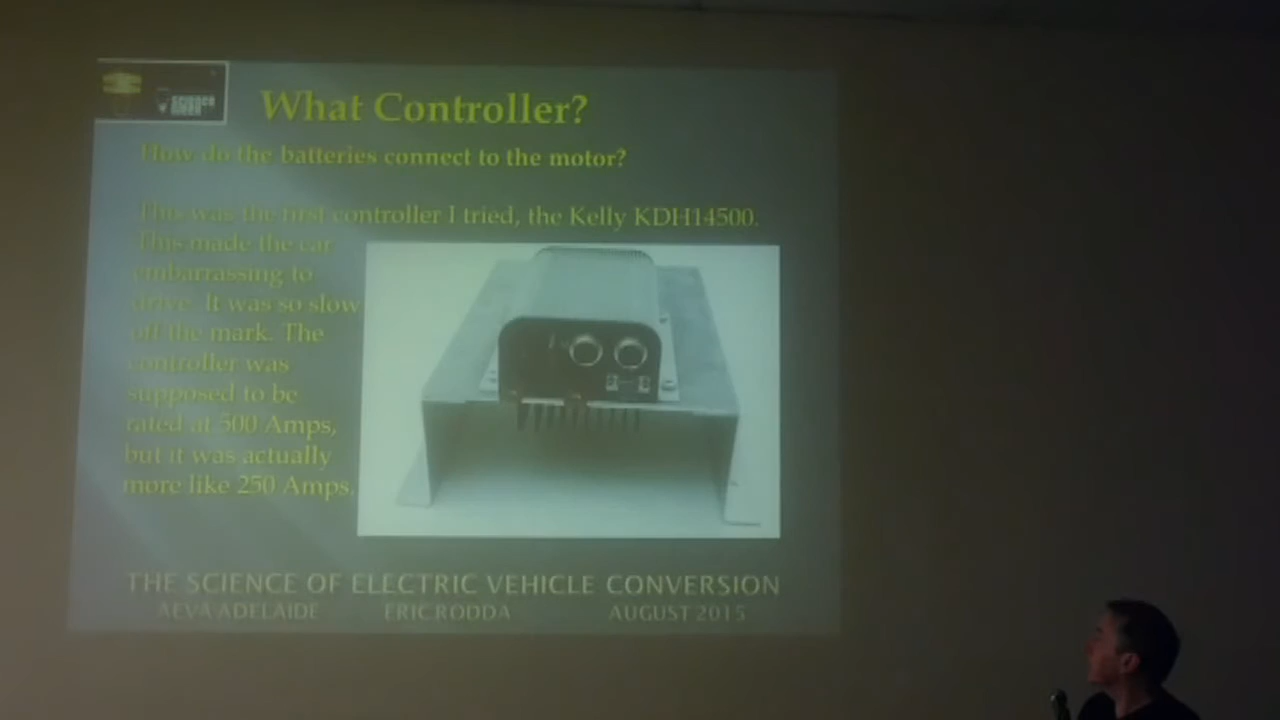 SCIENCE
What Controller?
How do the batteries connect to the motor?
This was the first controller I tried, the Kelly KDH14500.
This made the car
embarrassing to
drive. It was so slow
off the mark. The
controller was
supposed to be
rated at 500 Amps,
but it was actually
more like 250 Amps.
THE SCIENCE OF ELECTRIC VEHICLE CONVERSION
AEVA ADELAIDE ERIC RODDA AUGUST 2015